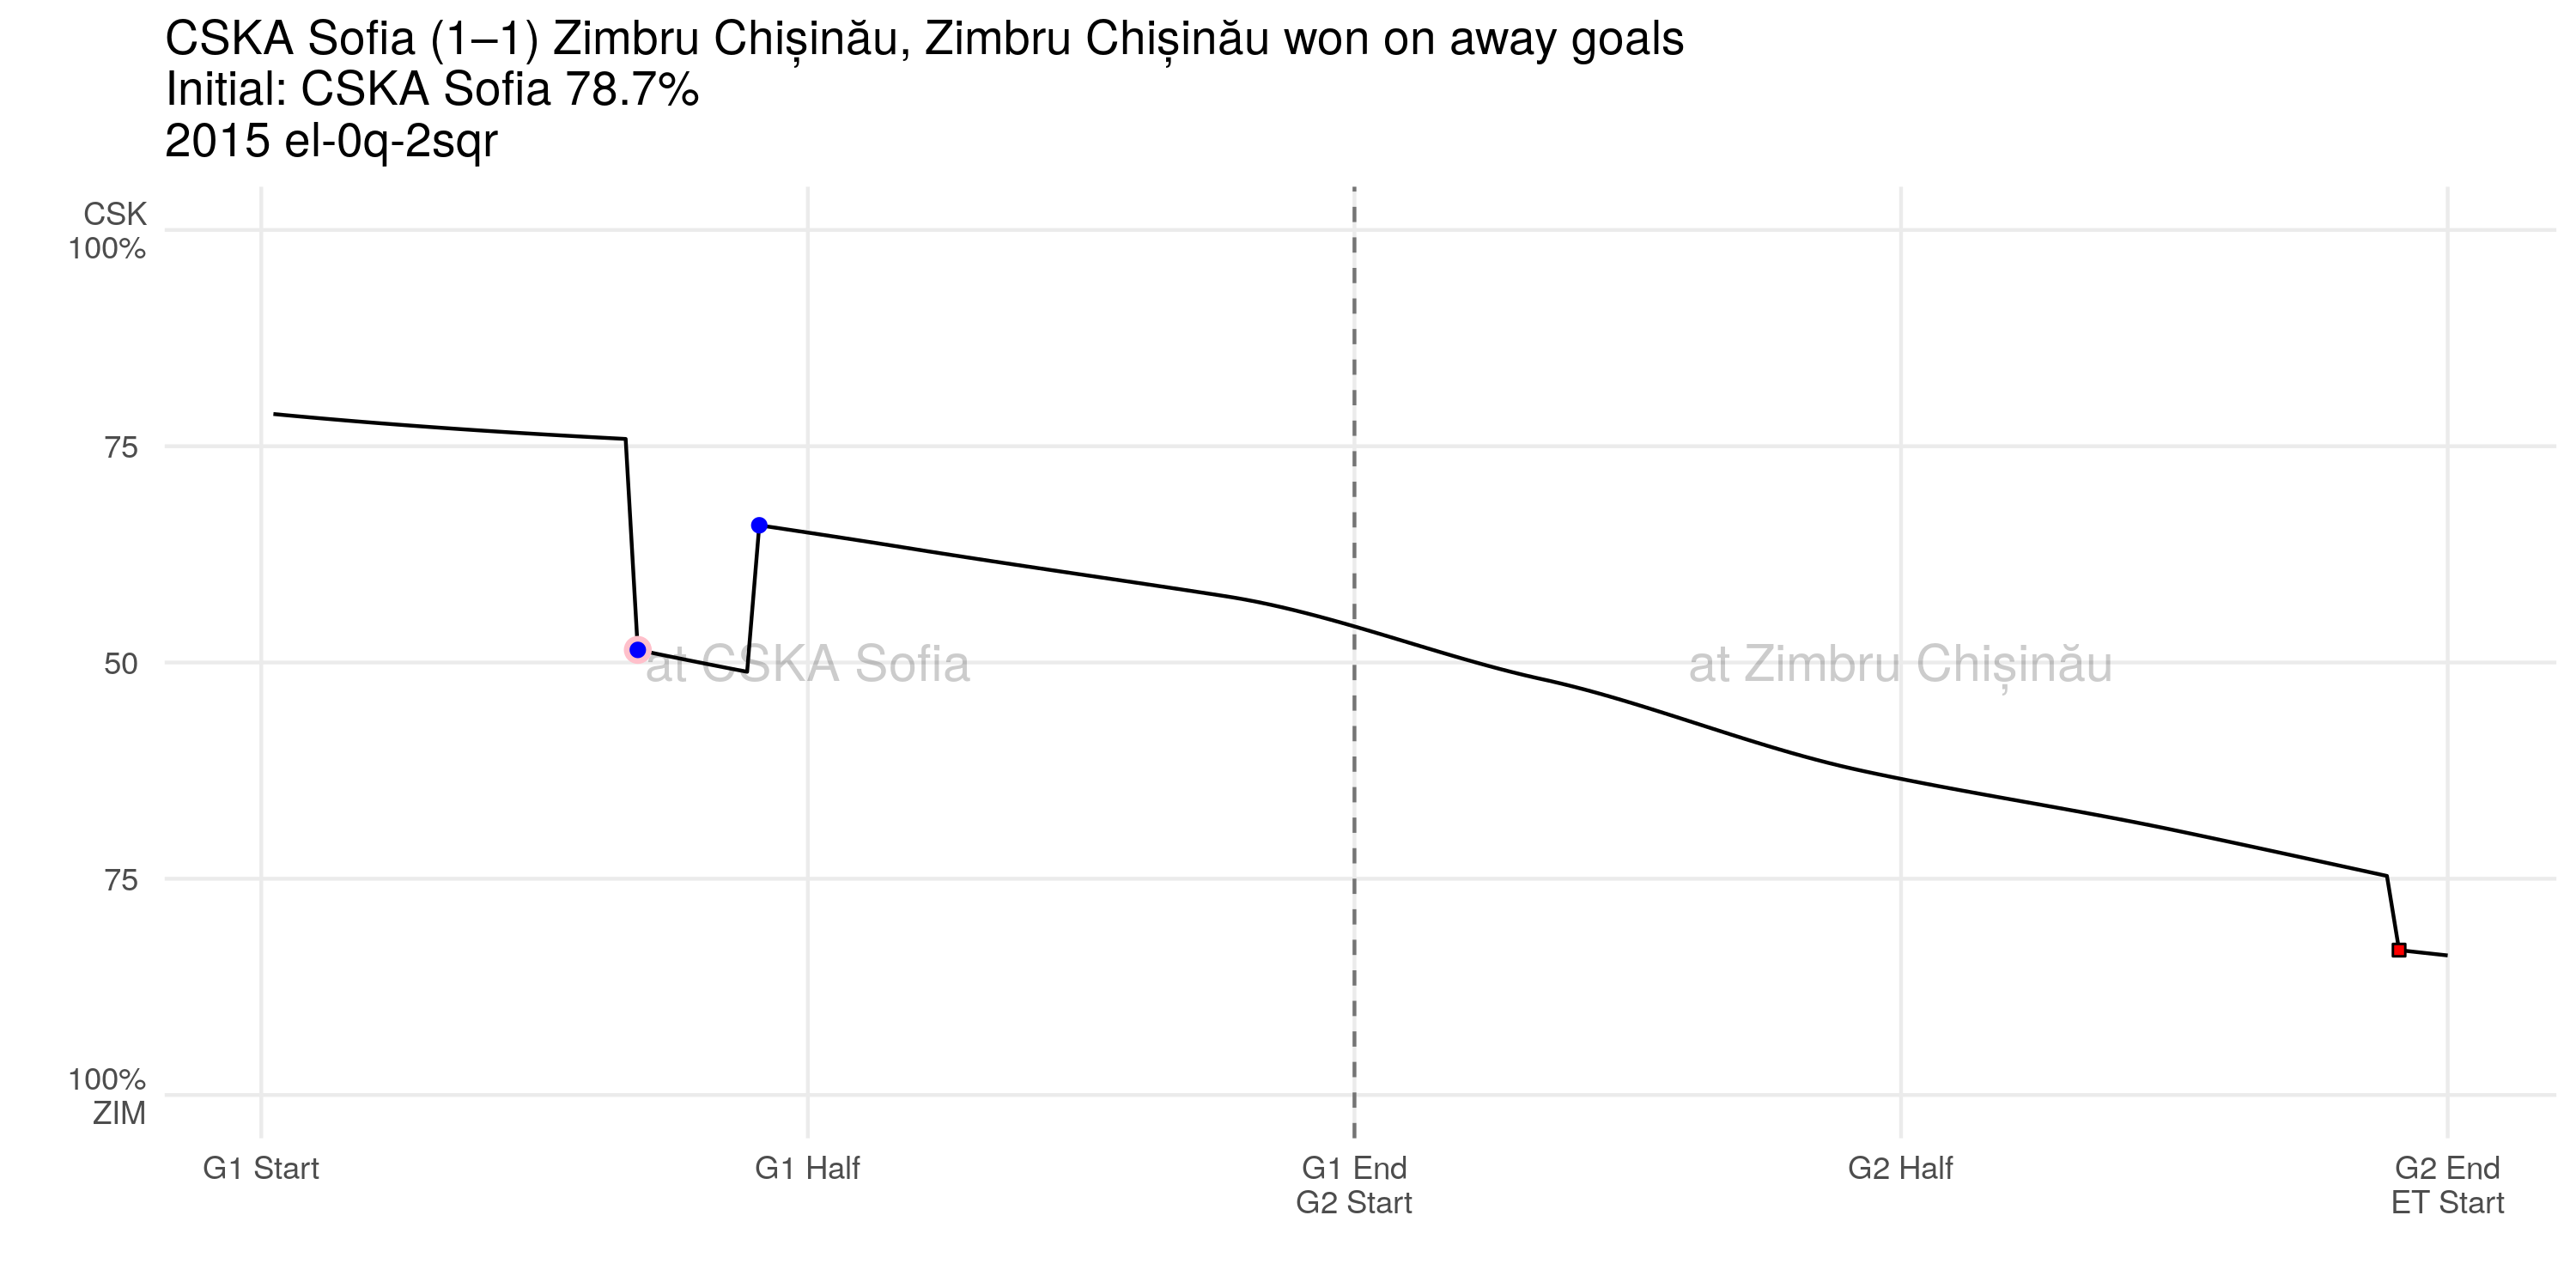 CSKA Sofia (1–1) Zimbru Chișinău, Zimbru Chișinău won on away goals
Initial: CSKA Sofia 78.7%
2015 el-0q-2sqr
CSK
100%
75
50
75
100%
ZIM
at CSKA Sofia
at Zimbru Chișinău
G1 Start
G1 Half
G1 End
G2 Start
G2 Half
G2 End
ET Start